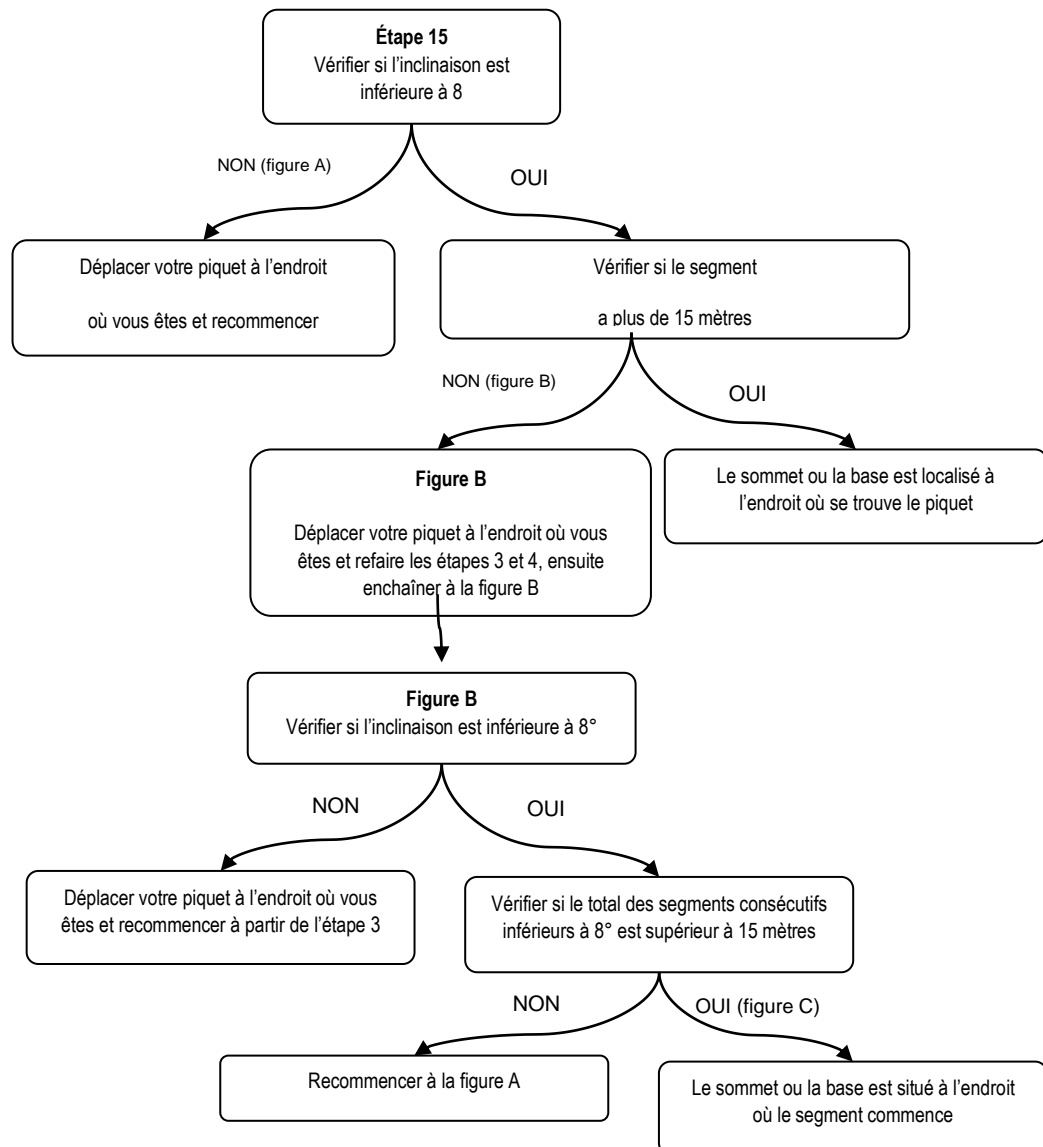 Étape 15
Vérifier si l'inclinaison est
inférieure à 8
NON (figure A)
OUI
Déplacer votre piquet à l'endroit
où vous êtes et recommencer
Vérifier si le segment
a plus de 15 mètres
NON (figure B)
OUI
Figure B
Déplacer votre piquet à l'endroit où vous
êtes et refaire les étapes 3 et 4, ensuite
enchaîner à la figure B
Le sommet ou la base est localisé à
l'endroit où se trouve le piquet
Figure B
Vérifier si l'inclinaison est inférieure à 8°
NON
OUI
Déplacer votre piquet à l'endroit où vous
êtes et recommencer à partir de l'étape 3
Vérifier si le total des segments consécutifs
inférieurs à 8° est supérieur à 15 mètres
NON
OUI (figure C)
Recommencer à la figure A
Le sommet ou la base est situé à l'endroit
où le segment commence